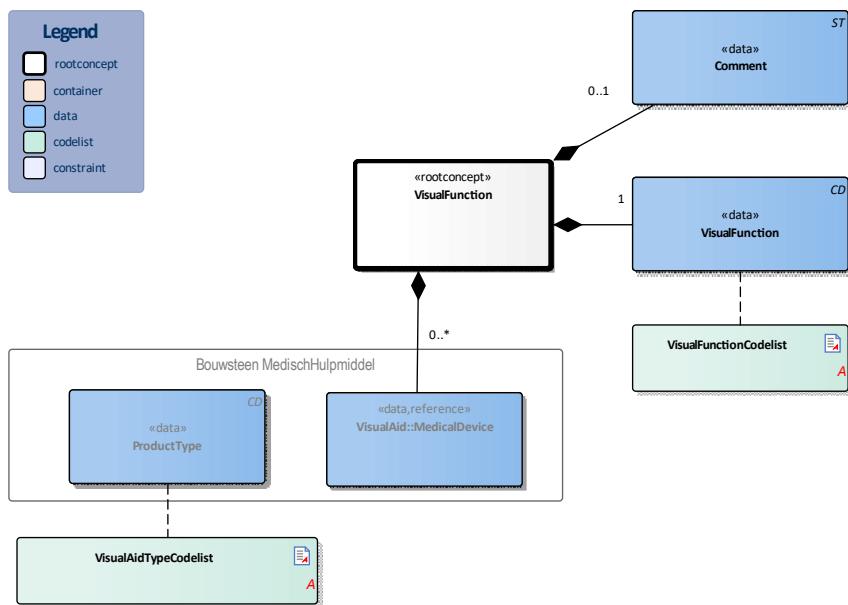 Legend
rootconcept
container
data
codelist
constraint
ST
«data»
Comment
0..1
«rootconcept»
VisualFunction
1
CD
«data»
VisualFunction
0..*
VisualFunctionCodelist
A
Bouwsteen MedischHulpmiddel
CD
«data»
ProductType
«data,reference»
VisualAid::MedicalDevice
VisualAidTypeCodelist
A